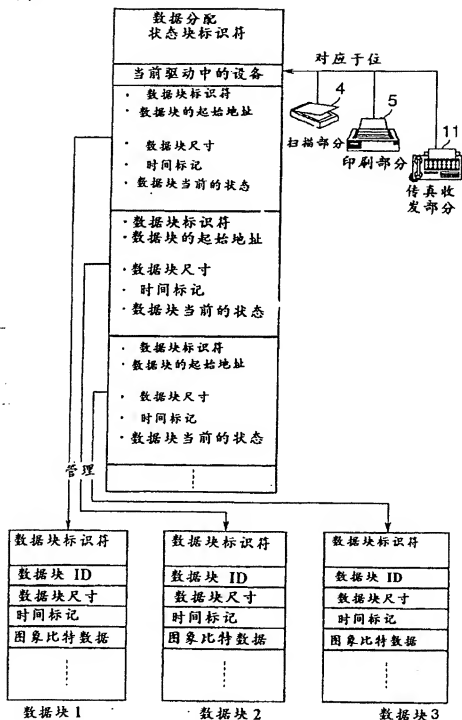 数据分配
状态块标识符
当前驱动中的设备
· 数据块标识符
· 数据块的起始地址
· 数据块尺寸
· 时间标记
· 数据块当前的状态
· 数据块标识符
· 数据块的起始地址
· 数据块尺寸
· 时间标记
· 数据块当前的状态
· 数据块标识符
· 数据块的起始地址
· 数据块尺寸
· 时间标记
· 数据块当前的状态
对应于位
4
扫描部分
5
印刷部分
11
传真收
发部分
管理
数据块标识符
数据块 ID
数据块尺寸
时间标记
图象比特数据
数据块1
数据块标识符
数据块 ID
数据块尺寸
时间标记
图象比特数据
数据块2
数据块标识符
数据块 ID
数据块尺寸
时间标记
图象比特数据
数据块3